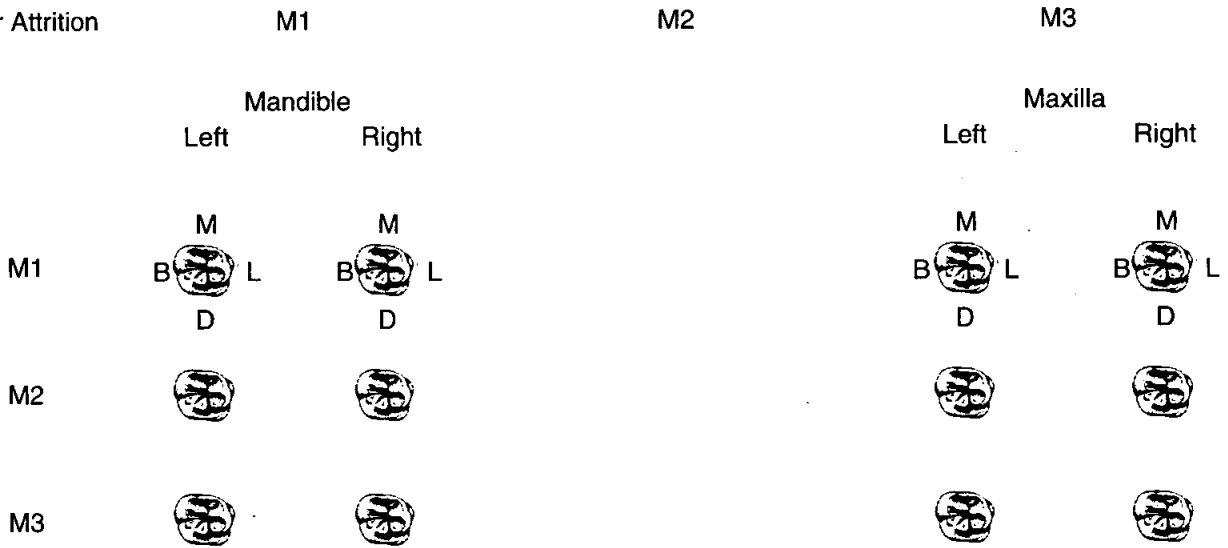 Attrition M1 M2 M3
Mandible Maxilla
Left Right Left Right
M M M M
M1 B L B L B L B L
D D D D
M2
M3